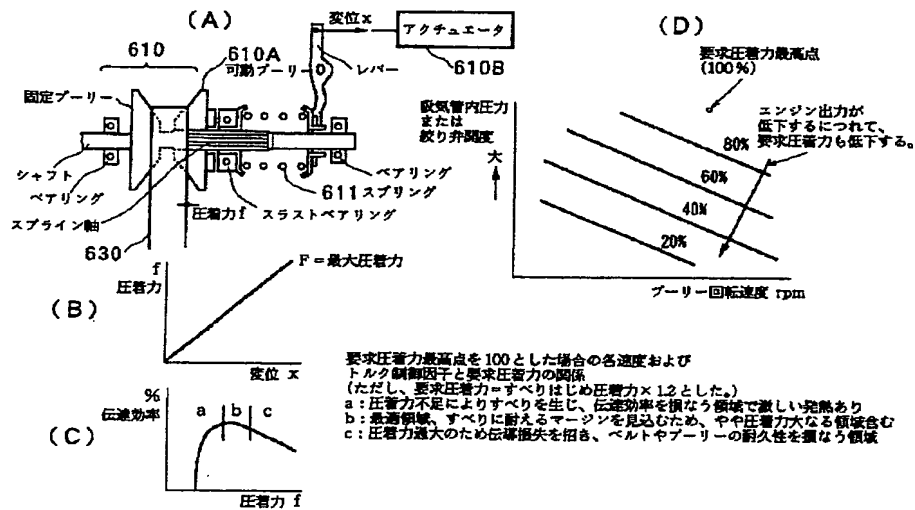 (A)
変位x
アクチュエータ
610B
レバー
610
610A
可動プーリーO
固定プーリー
シャフト
ベアリング
スプライン軸
圧着力f
スラストベアリング
611 スプリング
ベアリング
630
(B)
f
圧着力
F=最大圧着力
変位 x
(C)
%
伝達効率
a
b
c
圧着力 f
(D)
要求圧着力最高点
(100%)
吸気管内圧力
または
絞り弁開度
大
エンジン出力が
低下するにつれて、
要求圧着力も低下する。
80%
60%
40%
20%
プーリー回転速度 rpm
要求圧着力最高点を100とした場合の各速度および
トルク制御因子と要求圧着力の関係
(ただし、要求圧着力=すべりはじめ圧着力×1.2とした。)
a:圧着力不足によりすべりを生じ、伝達効率を損なう領域で激しい発熱あり
b:最適領域、すべりに耐えるマージンを見込むため、やや圧着力大なる領域含む
c:圧着力過大のため伝導損失を招き、ベルトやプーリーの耐久性を損なう領域